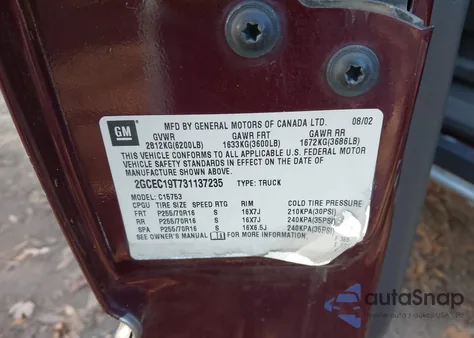 GM
MFD BY GENERAL MOTORS OF CANADA LTD. 08/02
GVWR GAWR FRT GAWR RR
2812KG(6200LB) 1633KG(3600LB) 1672KG(3686LB)
THIS VEHICLE CONFORMS TO ALL APPLICABLE U.S. FEDERAL MOTOR
VEHICLE SAFETY STANDARDS IN EFFECT ON THE DATE OF
MANUFACTURE SHOWN ABOVE.
2GCEC19T731137235 TYPE: TRUCK
MODEL: C15753
CPGU TIRE SIZE SPEED RTG RIM COLD TIRE PRESSURE
FRT P255/70R16 S 16X7J 210KPA(30PSI)
RR P255/70R16 S 16X7J 240KPA(35PSI)
SPA P255/70R16 S 16X6.5J 240KPA(35PSI)
SEE OWNER'S MANUAL FOR MORE INFORMATION
autoSnap